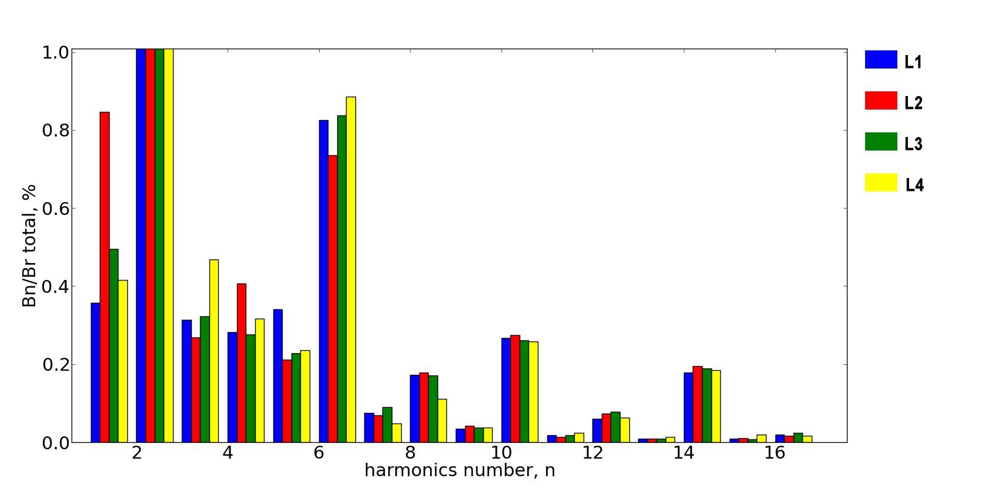 1.0
0.8
0.6
0.4
0.2
0.0
Bn/Br total, %
2 4 6 8 10 12 14 16
harmonics number, n
L1
L2
L3
L4